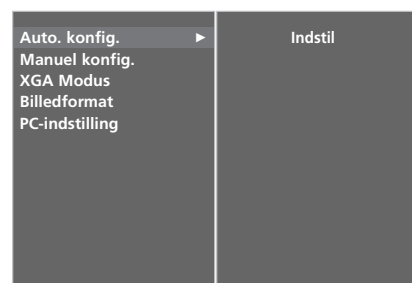 Auto. konfig. ► Indstil
Manuel konfig.
XGA Modus
Billedformat
PC-indstilling